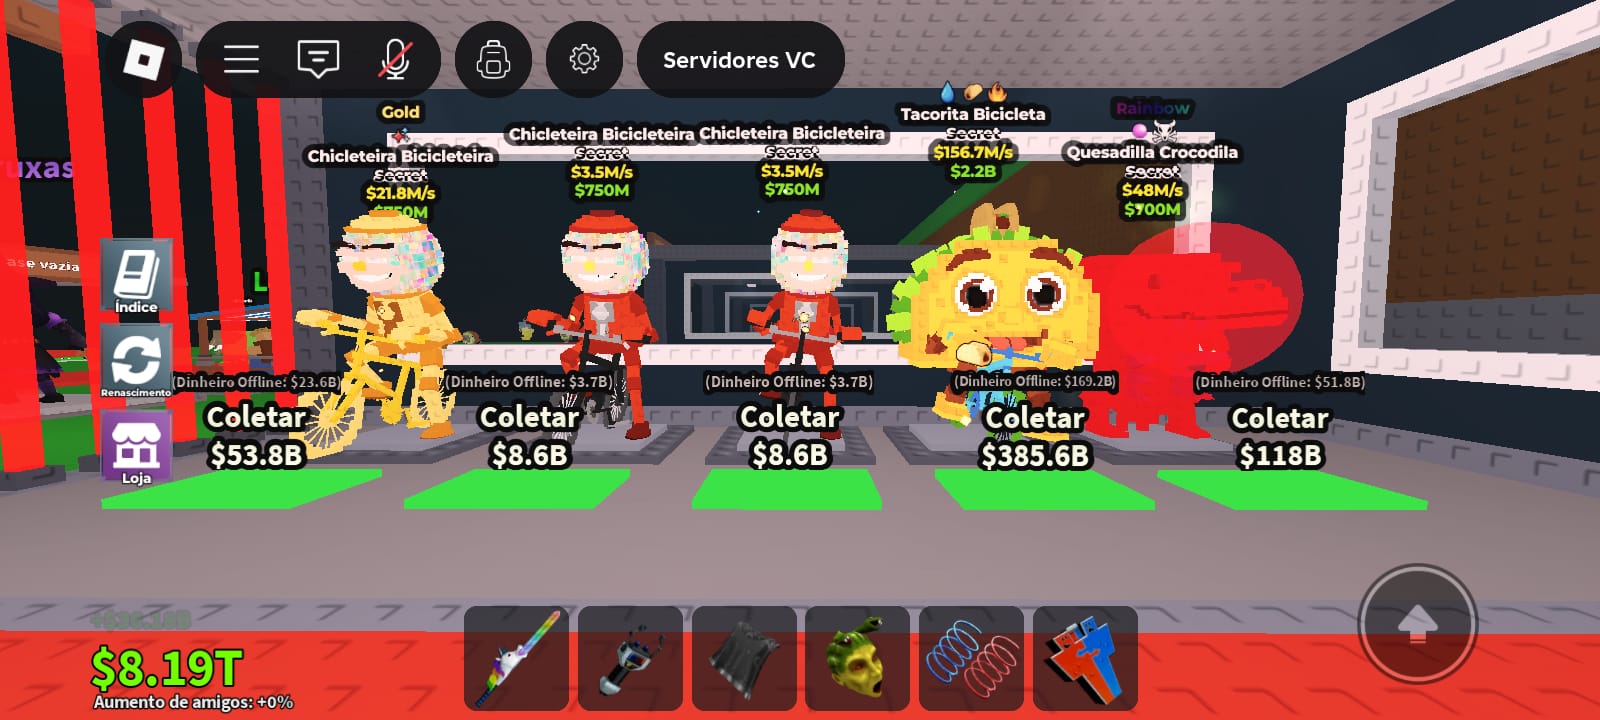 Servidores VC
Gold
Chicleteira Bicicleteira
Secret
$21.8M/s
$750M
Chicleteira Bicicleteira
Secret
$3.5M/s
$750M
Chicleteira Bicicleteira
Secret
$3.5M/s
$750M
Tacorita Bicicleta
Secret
$156.7M/s
$2.2B
Rainbow
Quesadilla Crocodila
Secret
$48M/s
$700M
uxas
ase vazia
L
Índice
Renascimento
Loja
(Dinheiro Offline: $23.6B)
Coletar
$53.8B
(Dinheiro Offline: $3.7B)
Coletar
$8.6B
(Dinheiro Offline: $3.7B)
Coletar
$8.6B
(Dinheiro Offline: $169.2B)
Coletar
$385.6B
(Dinheiro Offline: $51.8B)
Coletar
$118B
$8.19T
Aumento de amigos: +0%